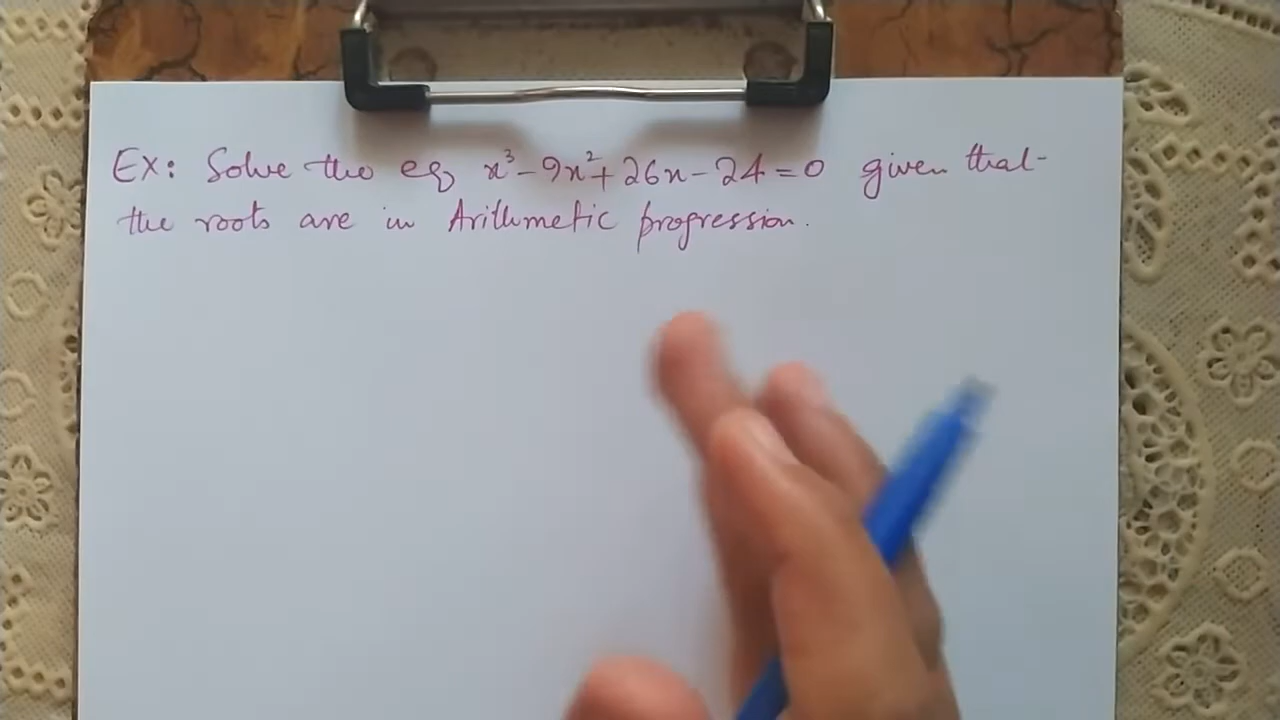 Ex: Solve the eq x³ - 9x² + 26x - 24 = 0 given that
the roots are in Arithmetic progression.